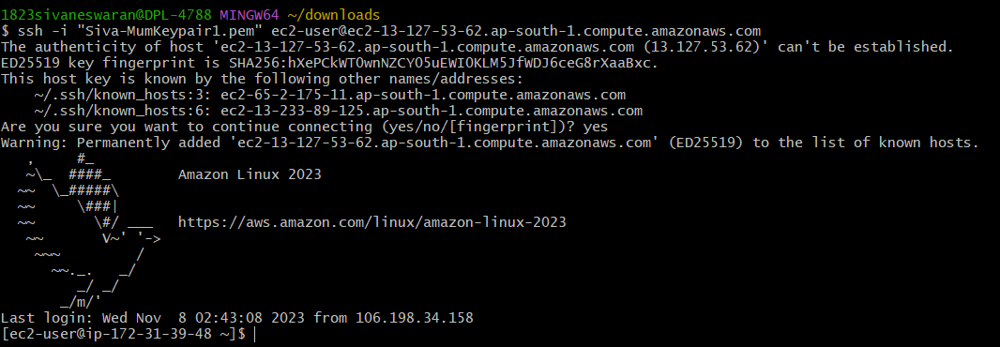 1823sivaneswaran@DPL-4788 MINGW64 ~/downloads
$ ssh -i "Siva-MumKeypair1.pem" ec2-user@ec2-13-127-53-62.ap-south-1.compute.amazonaws.com
The authenticity of host 'ec2-13-127-53-62.ap-south-1.compute.amazonaws.com (13.127.53.62)' can't be established.
ED25519 key fingerprint is SHA256:hXePCkWTOwnNZCYO5uEWIOKLM5JfWDJ6ceG8rXaaBxc.
This host key is known by the following other names/addresses:
    ~/.ssh/known_hosts:3: ec2-65-2-175-11.ap-south-1.compute.amazonaws.com
    ~/.ssh/known_hosts:6: ec2-13-233-89-125.ap-south-1.compute.amazonaws.com
Are you sure you want to continue connecting (yes/no/[fingerprint])? yes
Warning: Permanently added 'ec2-13-127-53-62.ap-south-1.compute.amazonaws.com' (ED25519) to the list of known hosts.
   ,     #_
   ~\_  ####_        Amazon Linux 2023
  ~~  \_#####\
  ~~     \###|
  ~~       \#/ ___   https://aws.amazon.com/linux/amazon-linux-2023
   ~~       V~' '->
    ~~~         /
      ~~._.   _/
         _/ _/
       _/m/'
Last login: Wed Nov  8 02:43:08 2023 from 106.198.34.158
[ec2-user@ip-172-31-39-48 ~]$